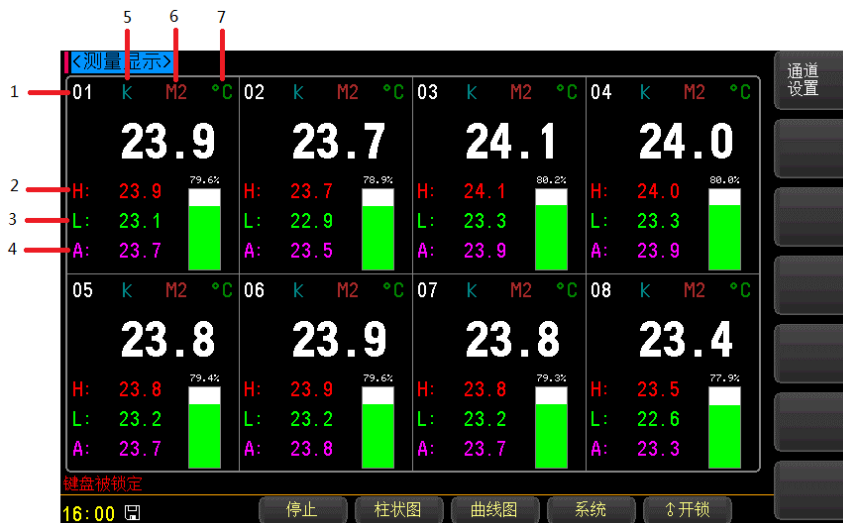 5 6 7
<测量显示>
通道
设置
1 2 3 4
01 K M2 °C 02 K M2 °C 03 K M2 °C 04 K M2 °C
23.9 23.7 24.1 24.0
79.6% 78.9% 80.2% 80.0%
H: 23.9 H: 23.7 H: 24.1 H: 24.0
L: 23.1 L: 22.9 L: 23.3 L: 23.3
A: 23.7 A: 23.5 A: 23.9 A: 23.9
05 K M2 °C 06 K M2 °C 07 K M2 °C 08 K M2 °C
23.8 23.9 23.8 23.4
79.4% 79.6% 79.3% 77.9%
H: 23.8 H: 23.9 H: 23.8 H: 23.5
L: 23.2 L: 23.2 L: 23.2 L: 22.6
A: 23.7 A: 23.8 A: 23.7 A: 23.3
键盘被锁定
16:00 停止 柱状图 曲线图 系统 ↥开锁